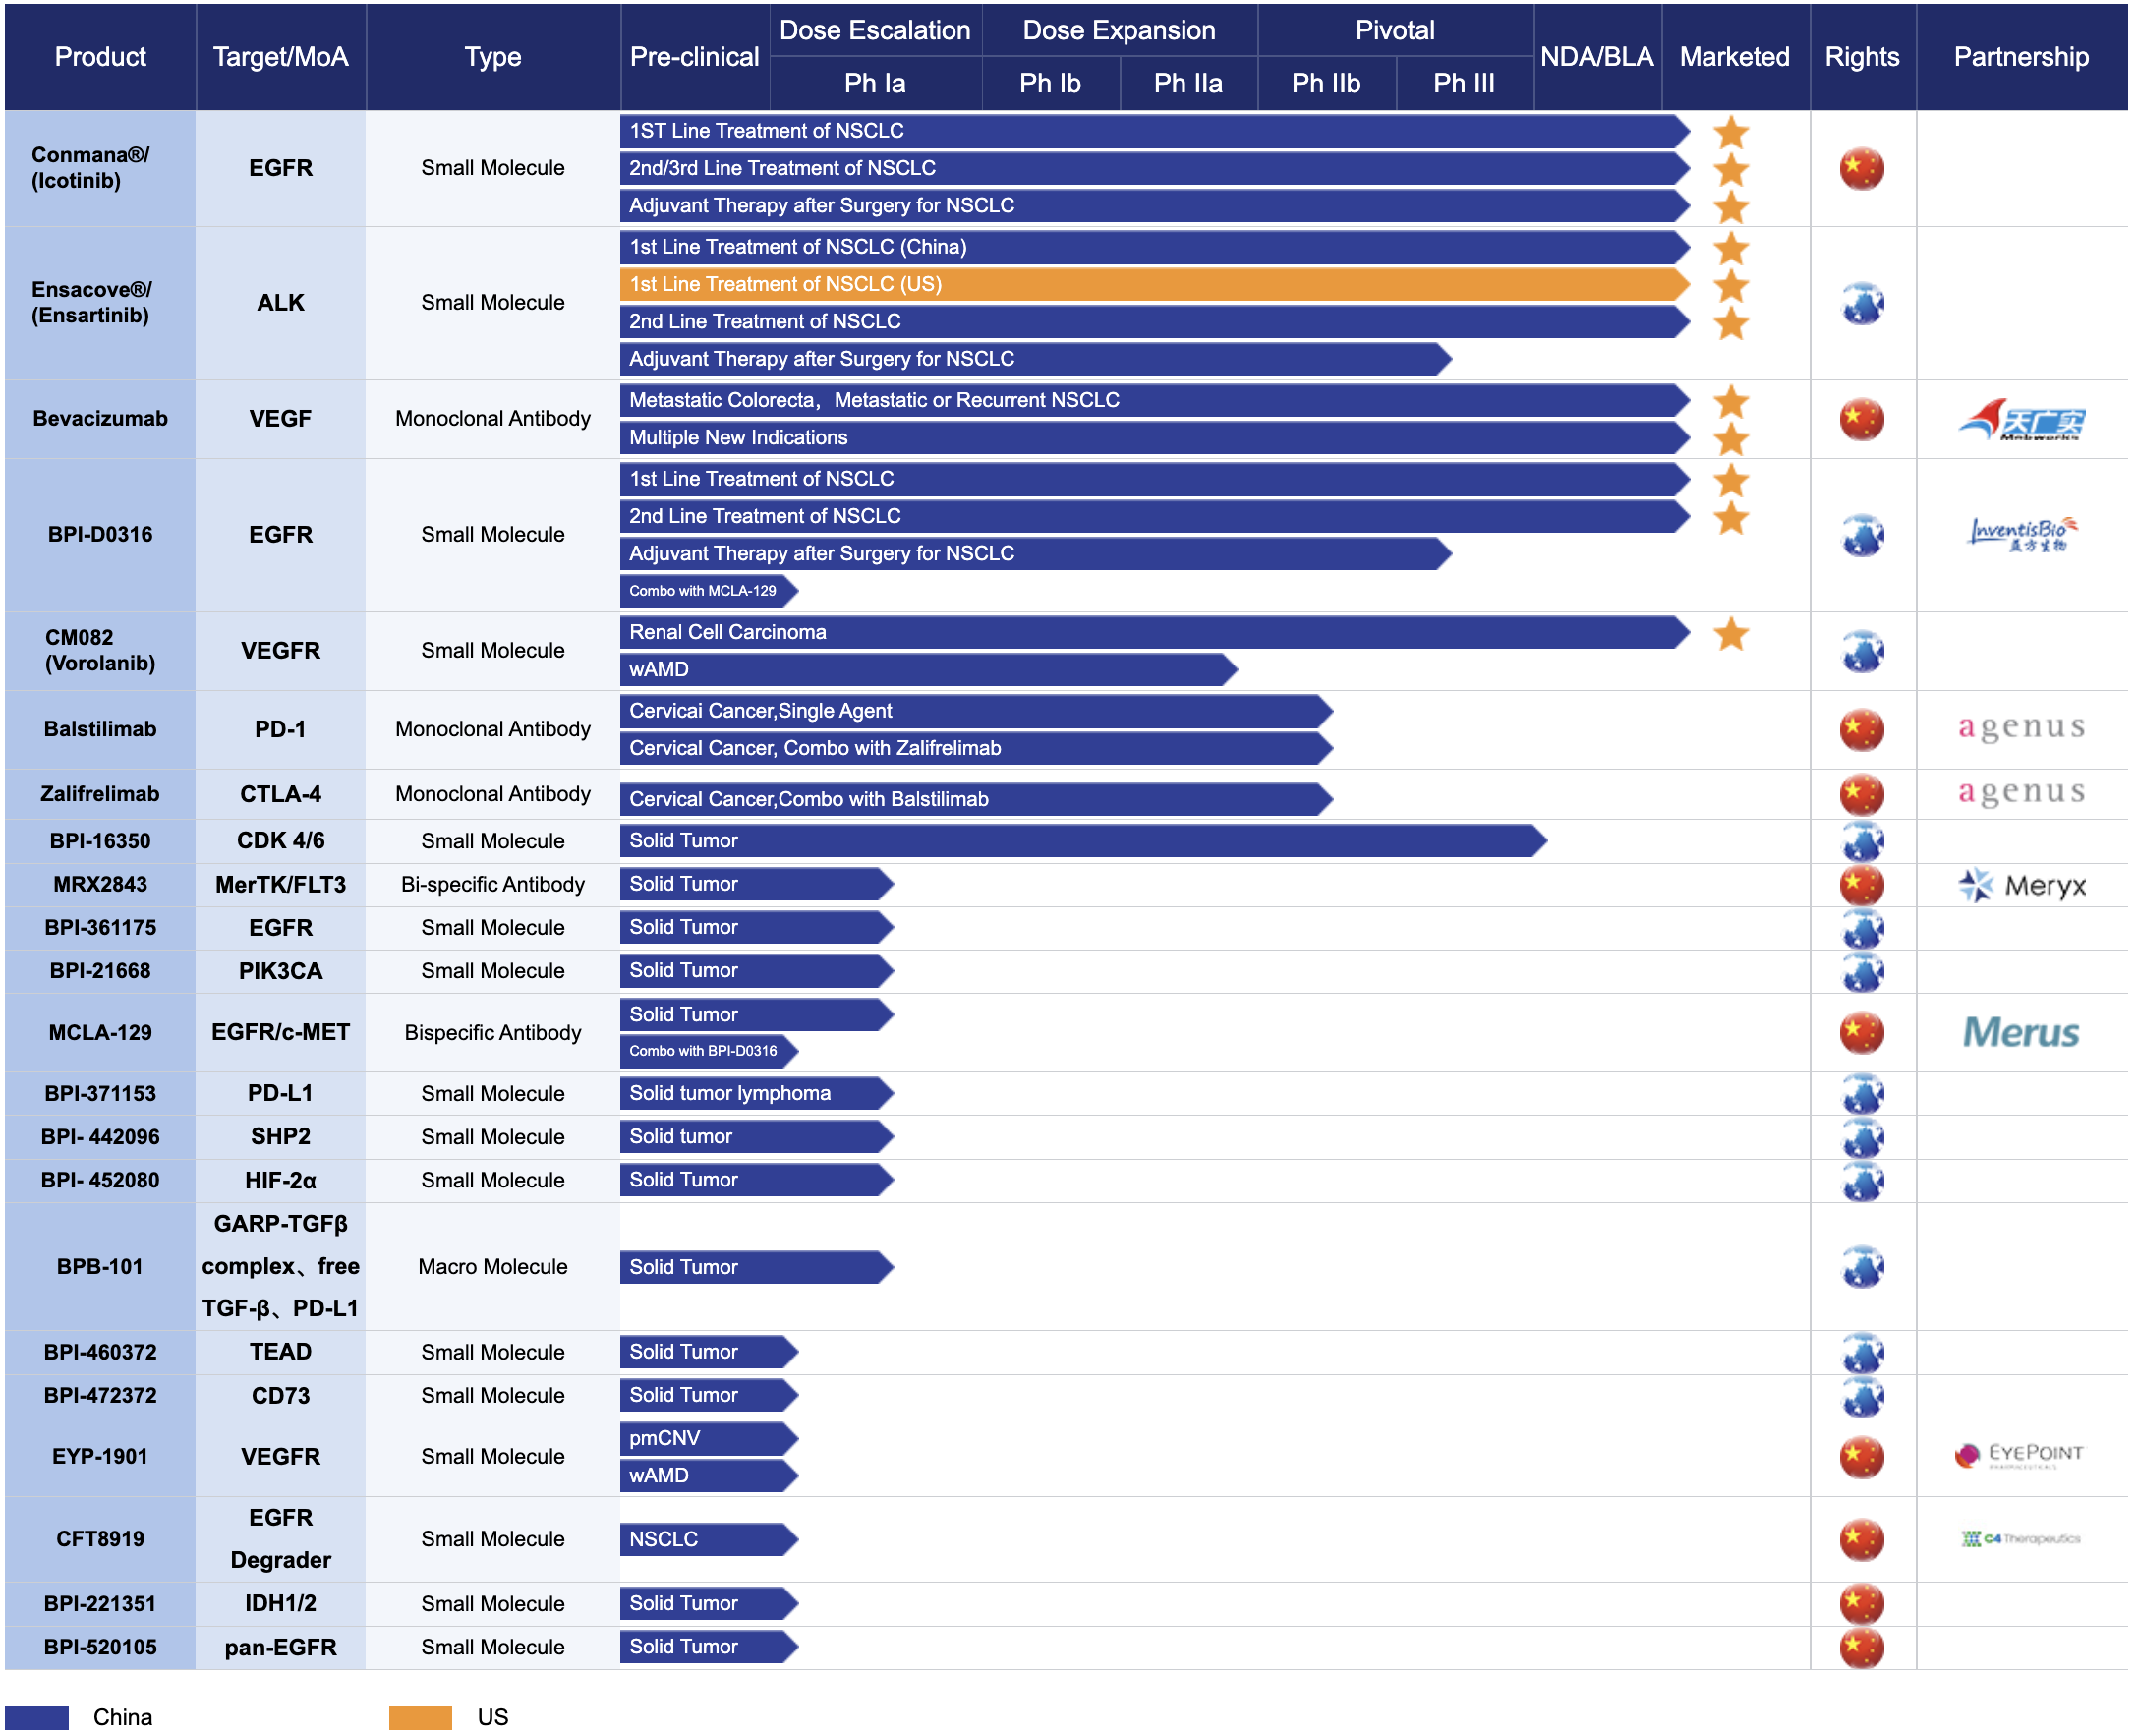 Product
Target/MoA
Type
Pre-clinical
Dose Escalation
Dose Expansion
Pivotal
NDA/BLA
Marketed
Rights
Partnership
Ph Ia
Ph Ib
Ph IIa
Ph IIb
Ph III
Conmana®/
(Icotinib)
EGFR
Small Molecule
1ST Line Treatment of NSCLC
2nd/3rd Line Treatment of NSCLC
Adjuvant Therapy after Surgery for NSCLC
Ensacove®/
(Ensartinib)
ALK
Small Molecule
1st Line Treatment of NSCLC (China)
1st Line Treatment of NSCLC (US)
2nd Line Treatment of NSCLC
Adjuvant Therapy after Surgery for NSCLC
Bevacizumab
VEGF
Monoclonal Antibody
Metastatic Colorecta，Metastatic or Recurrent NSCLC
Multiple New Indications
天广实
Mabworks
BPI-D0316
EGFR
Small Molecule
1st Line Treatment of NSCLC
2nd Line Treatment of NSCLC
Adjuvant Therapy after Surgery for NSCLC
Combo with MCLA-129
InventisBio
益方生物
CM082
(Vorolanib)
VEGFR
Small Molecule
Renal Cell Carcinoma
wAMD
Balstilimab
PD-1
Monoclonal Antibody
Cervicai Cancer,Single Agent
Cervical Cancer, Combo with Zalifrelimab
agenus
Zalifrelimab
CTLA-4
Monoclonal Antibody
Cervical Cancer,Combo with Balstilimab
agenus
BPI-16350
CDK 4/6
Small Molecule
Solid Tumor
MRX2843
MerTK/FLT3
Bi-specific Antibody
Solid Tumor
Meryx
BPI-361175
EGFR
Small Molecule
Solid Tumor
BPI-21668
PIK3CA
Small Molecule
Solid Tumor
MCLA-129
EGFR/c-MET
Bispecific Antibody
Solid Tumor
Combo with BPI-D0316
Merus
BPI-371153
PD-L1
Small Molecule
Solid tumor lymphoma
BPI- 442096
SHP2
Small Molecule
Solid tumor
BPI- 452080
HIF-2α
Small Molecule
Solid Tumor
BPB-101
GARP-TGFβ
complex、free
TGF-β、PD-L1
Macro Molecule
Solid Tumor
BPI-460372
TEAD
Small Molecule
Solid Tumor
BPI-472372
CD73
Small Molecule
Solid Tumor
EYP-1901
VEGFR
Small Molecule
pmCNV
wAMD
EYEPOINT
PHARMACEUTICALS
CFT8919
EGFR
Degrader
Small Molecule
NSCLC
C4 Therapeutics
BPI-221351
IDH1/2
Small Molecule
Solid Tumor
BPI-520105
pan-EGFR
Small Molecule
Solid Tumor
China
US